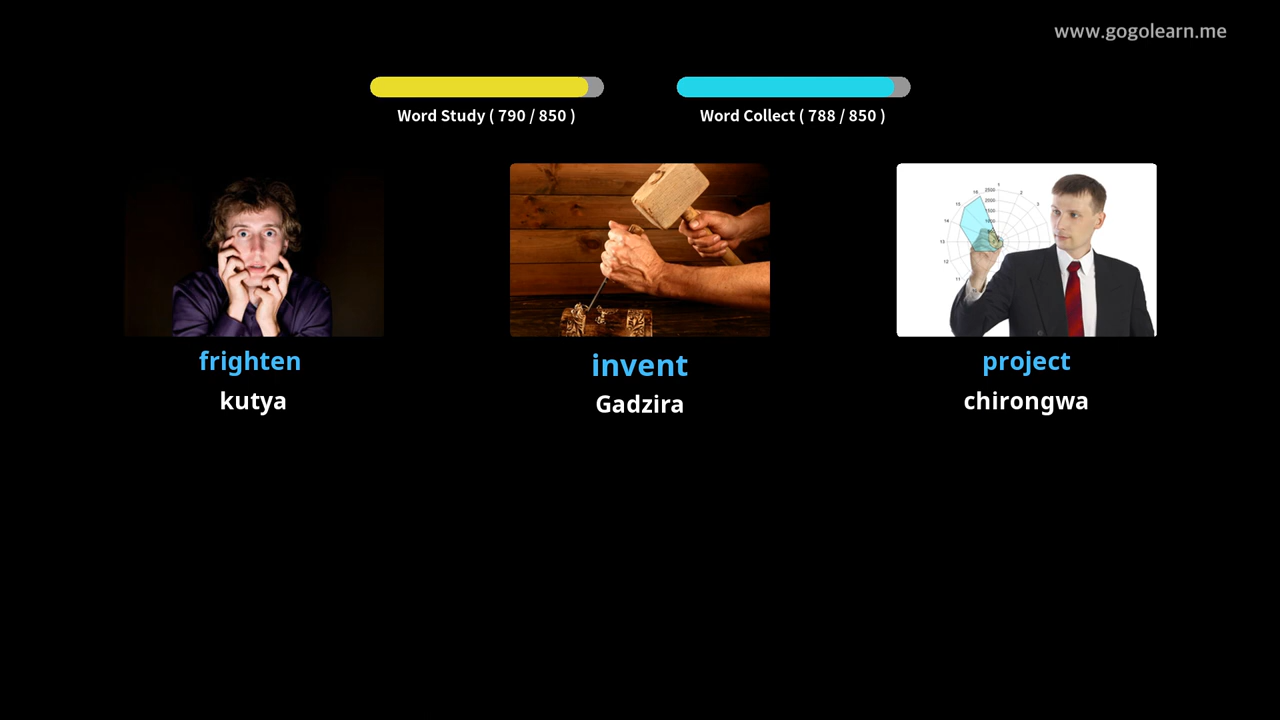 www.gogolearn.me
Word Study ( 790 / 850 )
Word Collect ( 788 / 850 )
frighten
kutya
invent
Gadzira
project
chirongwa